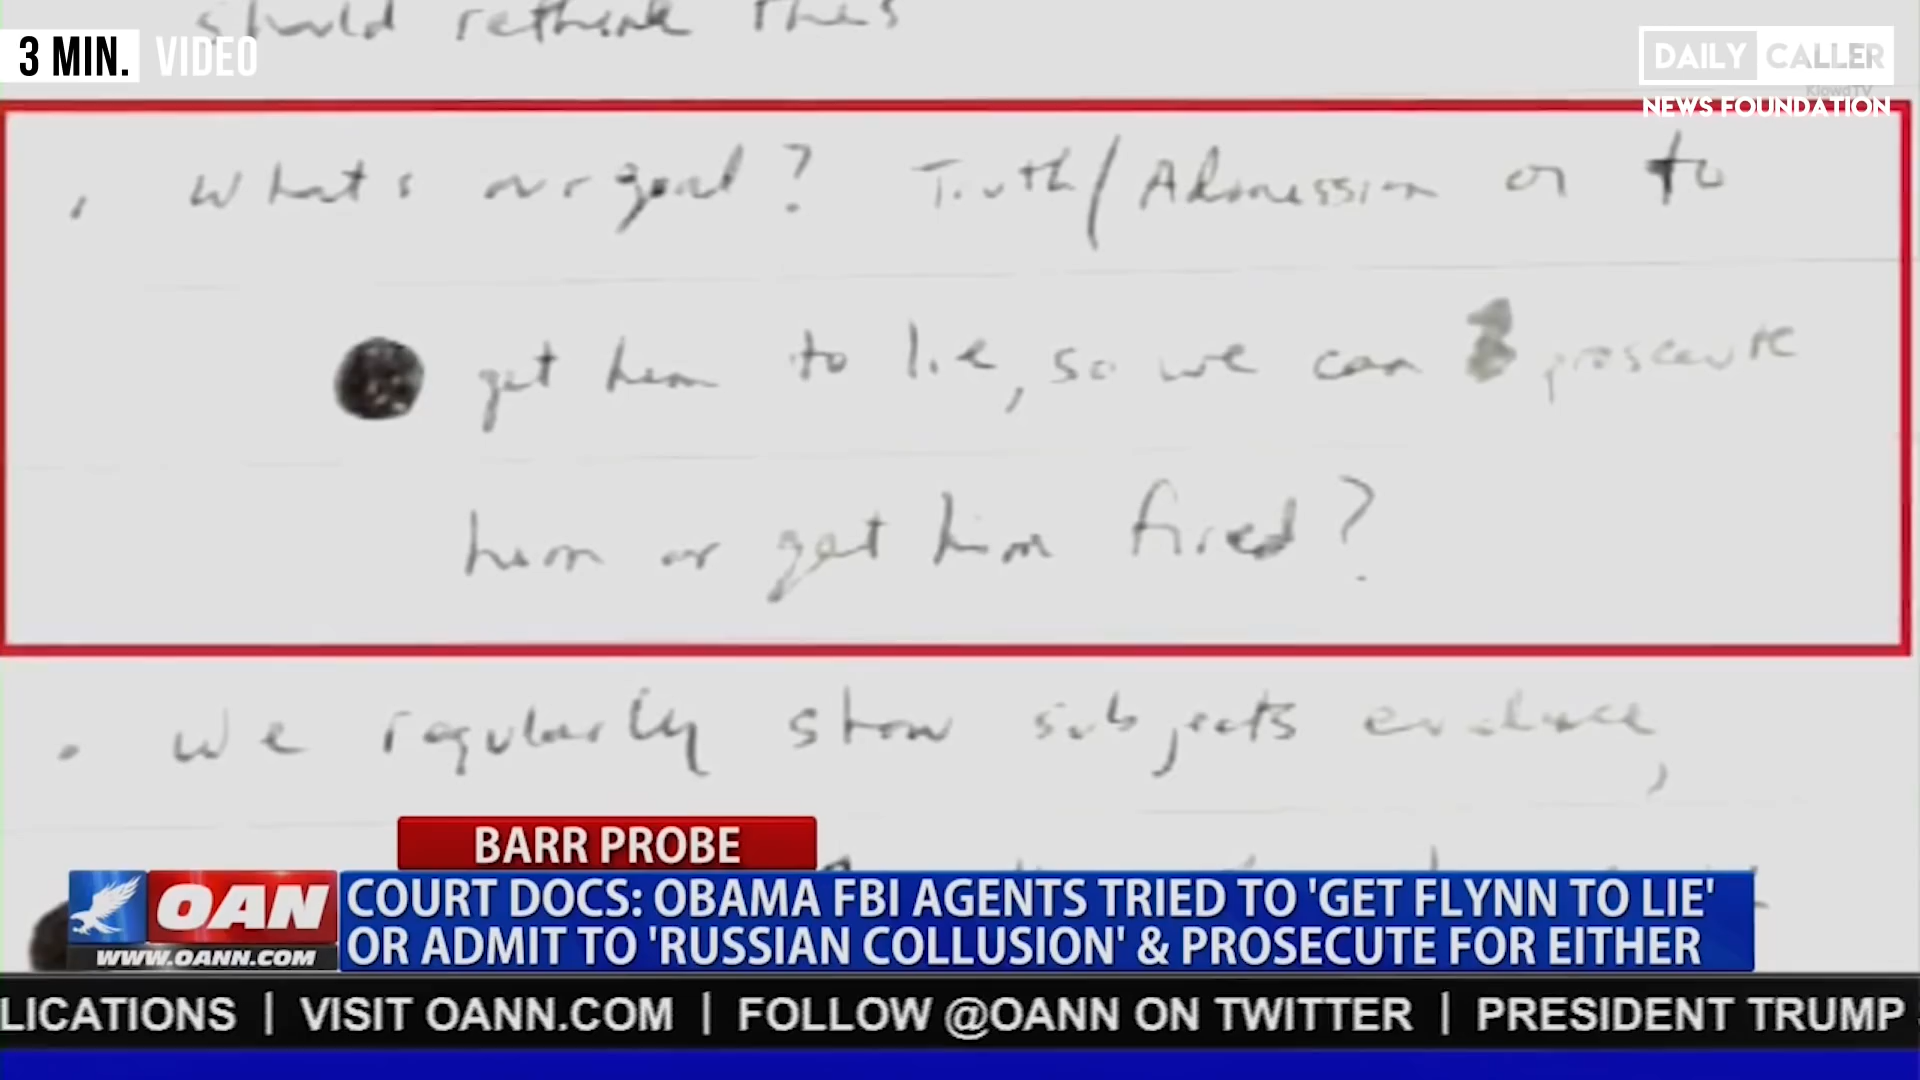 should rethink this
3 MIN. VIDEO
DAILY CALLER
KlowdTV
NEWS FOUNDATION
. What's our goal? Truth/Admission or to
get him to lie, so we can prosecute
him or get him fired?
. We regularly show subjects evidence,
BARR PROBE
OAN
WWW.OANN.COM
COURT DOCS: OBAMA FBI AGENTS TRIED TO 'GET FLYNN TO LIE'
OR ADMIT TO 'RUSSIAN COLLUSION' & PROSECUTE FOR EITHER
LICATIONS | VISIT OANN.COM | FOLLOW @OANN ON TWITTER | PRESIDENT TRUMP